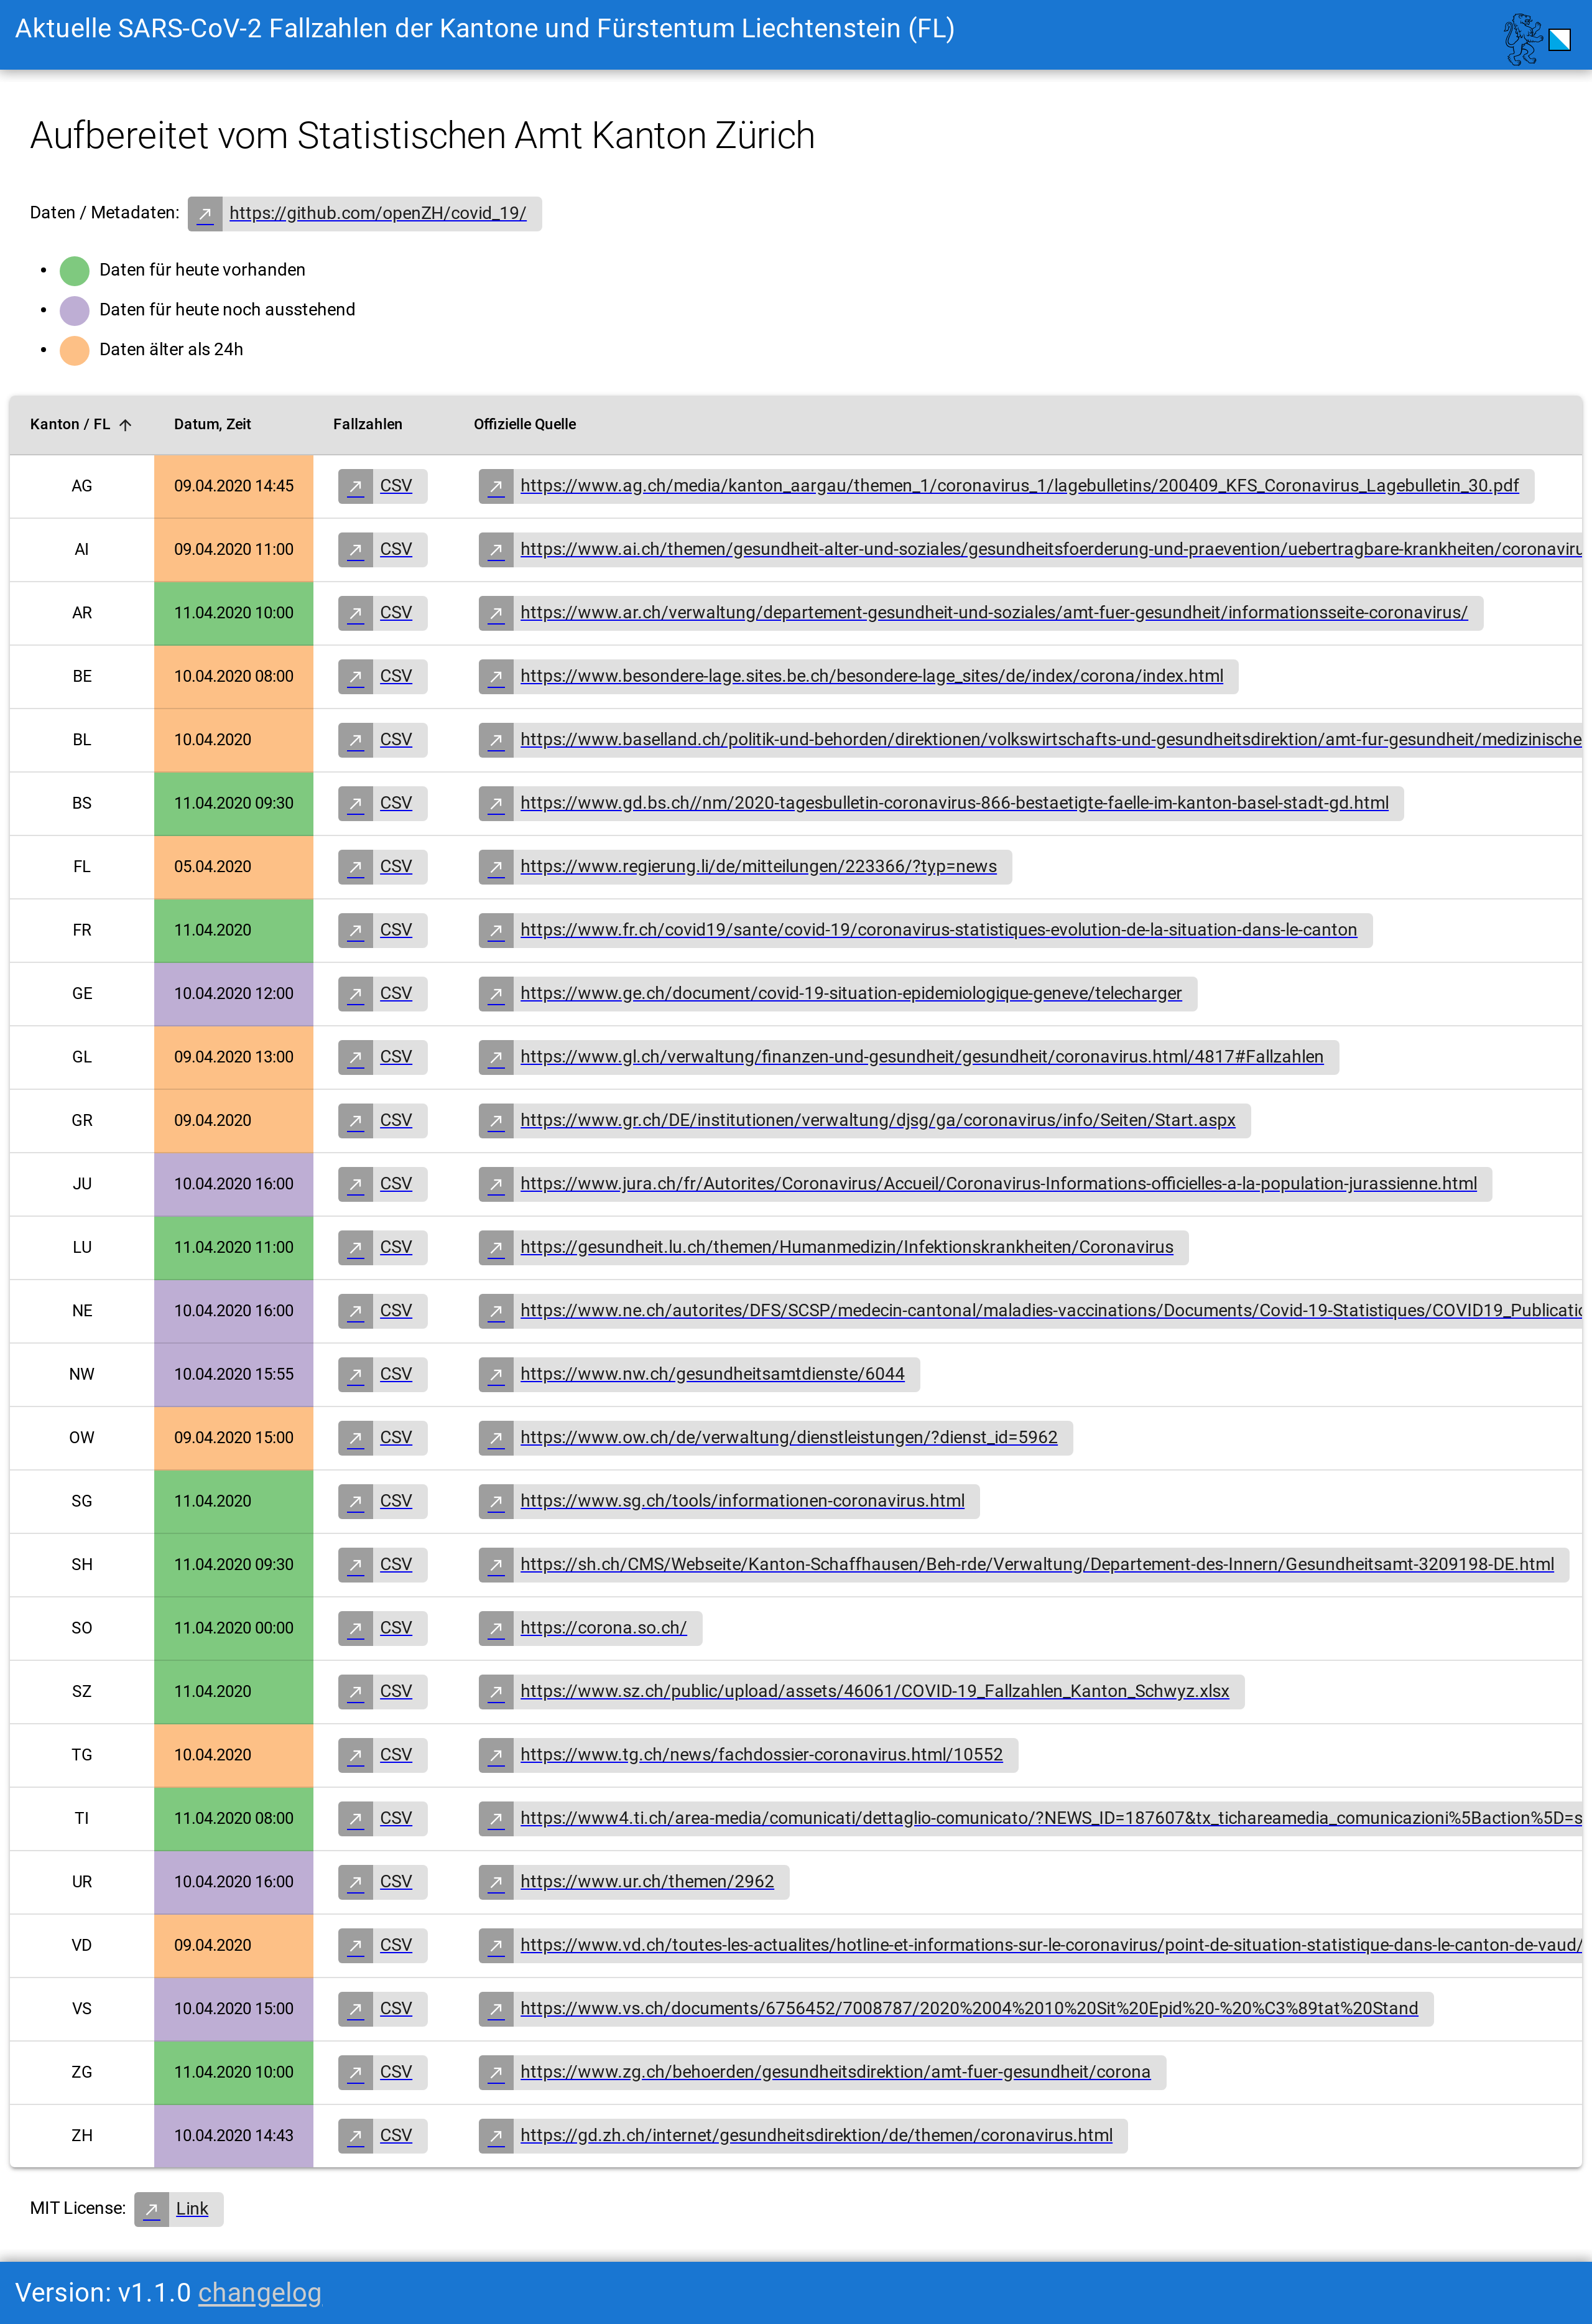 Aktuelle SARS-CoV-2 Fallzahlen der Kantone und Fürstentum Liechtenstein (FL)
Aufbereitet vom Statistischen Amt Kanton Zürich
Daten / Metadaten: https://github.com/openZH/covid_19/
Daten für heute vorhanden
Daten für heute noch ausstehend
Daten älter als 24h
Kanton / FL Datum, Zeit Fallzahlen Offizielle Quelle
AG 09.04.2020 14:45 CSV https://www.ag.ch/media/kanton_aargau/themen_1/coronavirus_1/lagebulletins/200409_KFS_Coronavirus_Lagebulletin_30.pdf
AI 09.04.2020 11:00 CSV https://www.ai.ch/themen/gesundheit-alter-und-soziales/gesundheitsfoerderung-und-praevention/uebertragbare-krankheiten/coronaviru
AR 11.04.2020 10:00 CSV https://www.ar.ch/verwaltung/departement-gesundheit-und-soziales/amt-fuer-gesundheit/informationsseite-coronavirus/
BE 10.04.2020 08:00 CSV https://www.besondere-lage.sites.be.ch/besondere-lage_sites/de/index/corona/index.html
BL 10.04.2020 CSV https://www.baselland.ch/politik-und-behorden/direktionen/volkswirtschafts-und-gesundheitsdirektion/amt-fur-gesundheit/medizinische
BS 11.04.2020 09:30 CSV https://www.gd.bs.ch//nm/2020-tagesbulletin-coronavirus-866-bestaetigte-faelle-im-kanton-basel-stadt-gd.html
FL 05.04.2020 CSV https://www.regierung.li/de/mitteilungen/223366/?typ=news
FR 11.04.2020 CSV https://www.fr.ch/covid19/sante/covid-19/coronavirus-statistiques-evolution-de-la-situation-dans-le-canton
GE 10.04.2020 12:00 CSV https://www.ge.ch/document/covid-19-situation-epidemiologique-geneve/telecharger
GL 09.04.2020 13:00 CSV https://www.gl.ch/verwaltung/finanzen-und-gesundheit/gesundheit/coronavirus.html/4817#Fallzahlen
GR 09.04.2020 CSV https://www.gr.ch/DE/institutionen/verwaltung/djsg/ga/coronavirus/info/Seiten/Start.aspx
JU 10.04.2020 16:00 CSV https://www.jura.ch/fr/Autorites/Coronavirus/Accueil/Coronavirus-Informations-officielles-a-la-population-jurassienne.html
LU 11.04.2020 11:00 CSV https://gesundheit.lu.ch/themen/Humanmedizin/Infektionskrankheiten/Coronavirus
NE 10.04.2020 16:00 CSV https://www.ne.ch/autorites/DFS/SCSP/medecin-cantonal/maladies-vaccinations/Documents/Covid-19-Statistiques/COVID19_Publicatio
NW 10.04.2020 15:55 CSV https://www.nw.ch/gesundheitsamtdienste/6044
OW 09.04.2020 15:00 CSV https://www.ow.ch/de/verwaltung/dienstleistungen/?dienst_id=5962
SG 11.04.2020 CSV https://www.sg.ch/tools/informationen-coronavirus.html
SH 11.04.2020 09:30 CSV https://sh.ch/CMS/Webseite/Kanton-Schaffhausen/Beh-rde/Verwaltung/Departement-des-Innern/Gesundheitsamt-3209198-DE.html
SO 11.04.2020 00:00 CSV https://corona.so.ch/
SZ 11.04.2020 CSV https://www.sz.ch/public/upload/assets/46061/COVID-19_Fallzahlen_Kanton_Schwyz.xlsx
TG 10.04.2020 CSV https://www.tg.ch/news/fachdossier-coronavirus.html/10552
TI 11.04.2020 08:00 CSV https://www4.ti.ch/area-media/comunicati/dettaglio-comunicato/?NEWS_ID=187607&tx_tichareamedia_comunicazioni%5Baction%5D=s
UR 10.04.2020 16:00 CSV https://www.ur.ch/themen/2962
VD 09.04.2020 CSV https://www.vd.ch/toutes-les-actualites/hotline-et-informations-sur-le-coronavirus/point-de-situation-statistique-dans-le-canton-de-vaud/
VS 10.04.2020 15:00 CSV https://www.vs.ch/documents/6756452/7008787/2020%2004%2010%20Sit%20Epid%20-%20%C3%89tat%20Stand
ZG 11.04.2020 10:00 CSV https://www.zg.ch/behoerden/gesundheitsdirektion/amt-fuer-gesundheit/corona
ZH 10.04.2020 14:43 CSV https://gd.zh.ch/internet/gesundheitsdirektion/de/themen/coronavirus.html
MIT License: Link
Version: v1.1.0 changelog